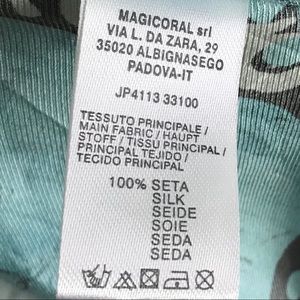 MAGICORAL srl
VIA L. DA ZARA, 29
35020 ALBIGNASEGO
PADOVA-IT
JP4113 33100
TESSUTO PRINCIPALE /
MAIN FABRIC / HAUPT
STOFF / TISSU PRINCIPAL /
PRINCIPAL TEJIDO /
TECIDO PRINCIPAL
100% SETA
SILK
SEIDE
SOIE
SEDA
SEDA